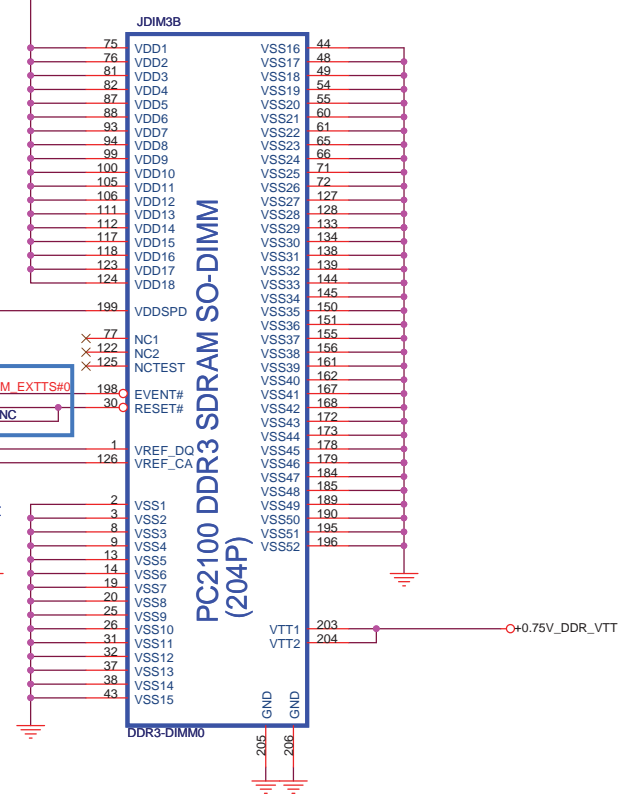 JDIM3B
75 VDD1 VSS16 44
76 VDD2 VSS17 48
81 VDD3 VSS18 49
82 VDD4 VSS19 54
87 VDD5 VSS20 55
88 VDD6 VSS21 60
93 VDD7 VSS22 61
94 VDD8 VSS23 65
99 VDD9 VSS24 66
100 VDD10 VSS25 71
105 VDD11 VSS26 72
106 VDD12 VSS27 127
111 VDD13 VSS28 128
112 VDD14 VSS29 133
117 VDD15 VSS30 134
118 VDD16 VSS31 138
123 VDD17 VSS32 139
124 VDD18 VSS33 144
VSS34 145
199 VDDSPD VSS35 150
VSS36 151
77 NC1 VSS37 155
122 NC2 VSS38 156
125 NCTEST VSS39 161
VSS40 162
M_EXTTS#0 198 EVENT# VSS41 167
NC 30 RESET# VSS42 168
VSS43 172
VSS44 173
1 VREF_DQ VSS45 178
126 VREF_CA VSS46 179
VSS47 184
VSS48 185
2 VSS1 VSS49 189
3 VSS2 VSS50 190
8 VSS3 VSS51 195
9 VSS4 VSS52 196
13 VSS5
14 VSS6
19 VSS7
20 VSS8
25 VSS9
26 VSS10 VTT1 203 +0.75V_DDR_VTT
31 VSS11 VTT2 204
32 VSS12
37 VSS13
38 VSS14
43 VSS15
PC2100 DDR3 SDRAM SO-DIMM
(204P)
GND GND
DDR3-DIMM0
205 206